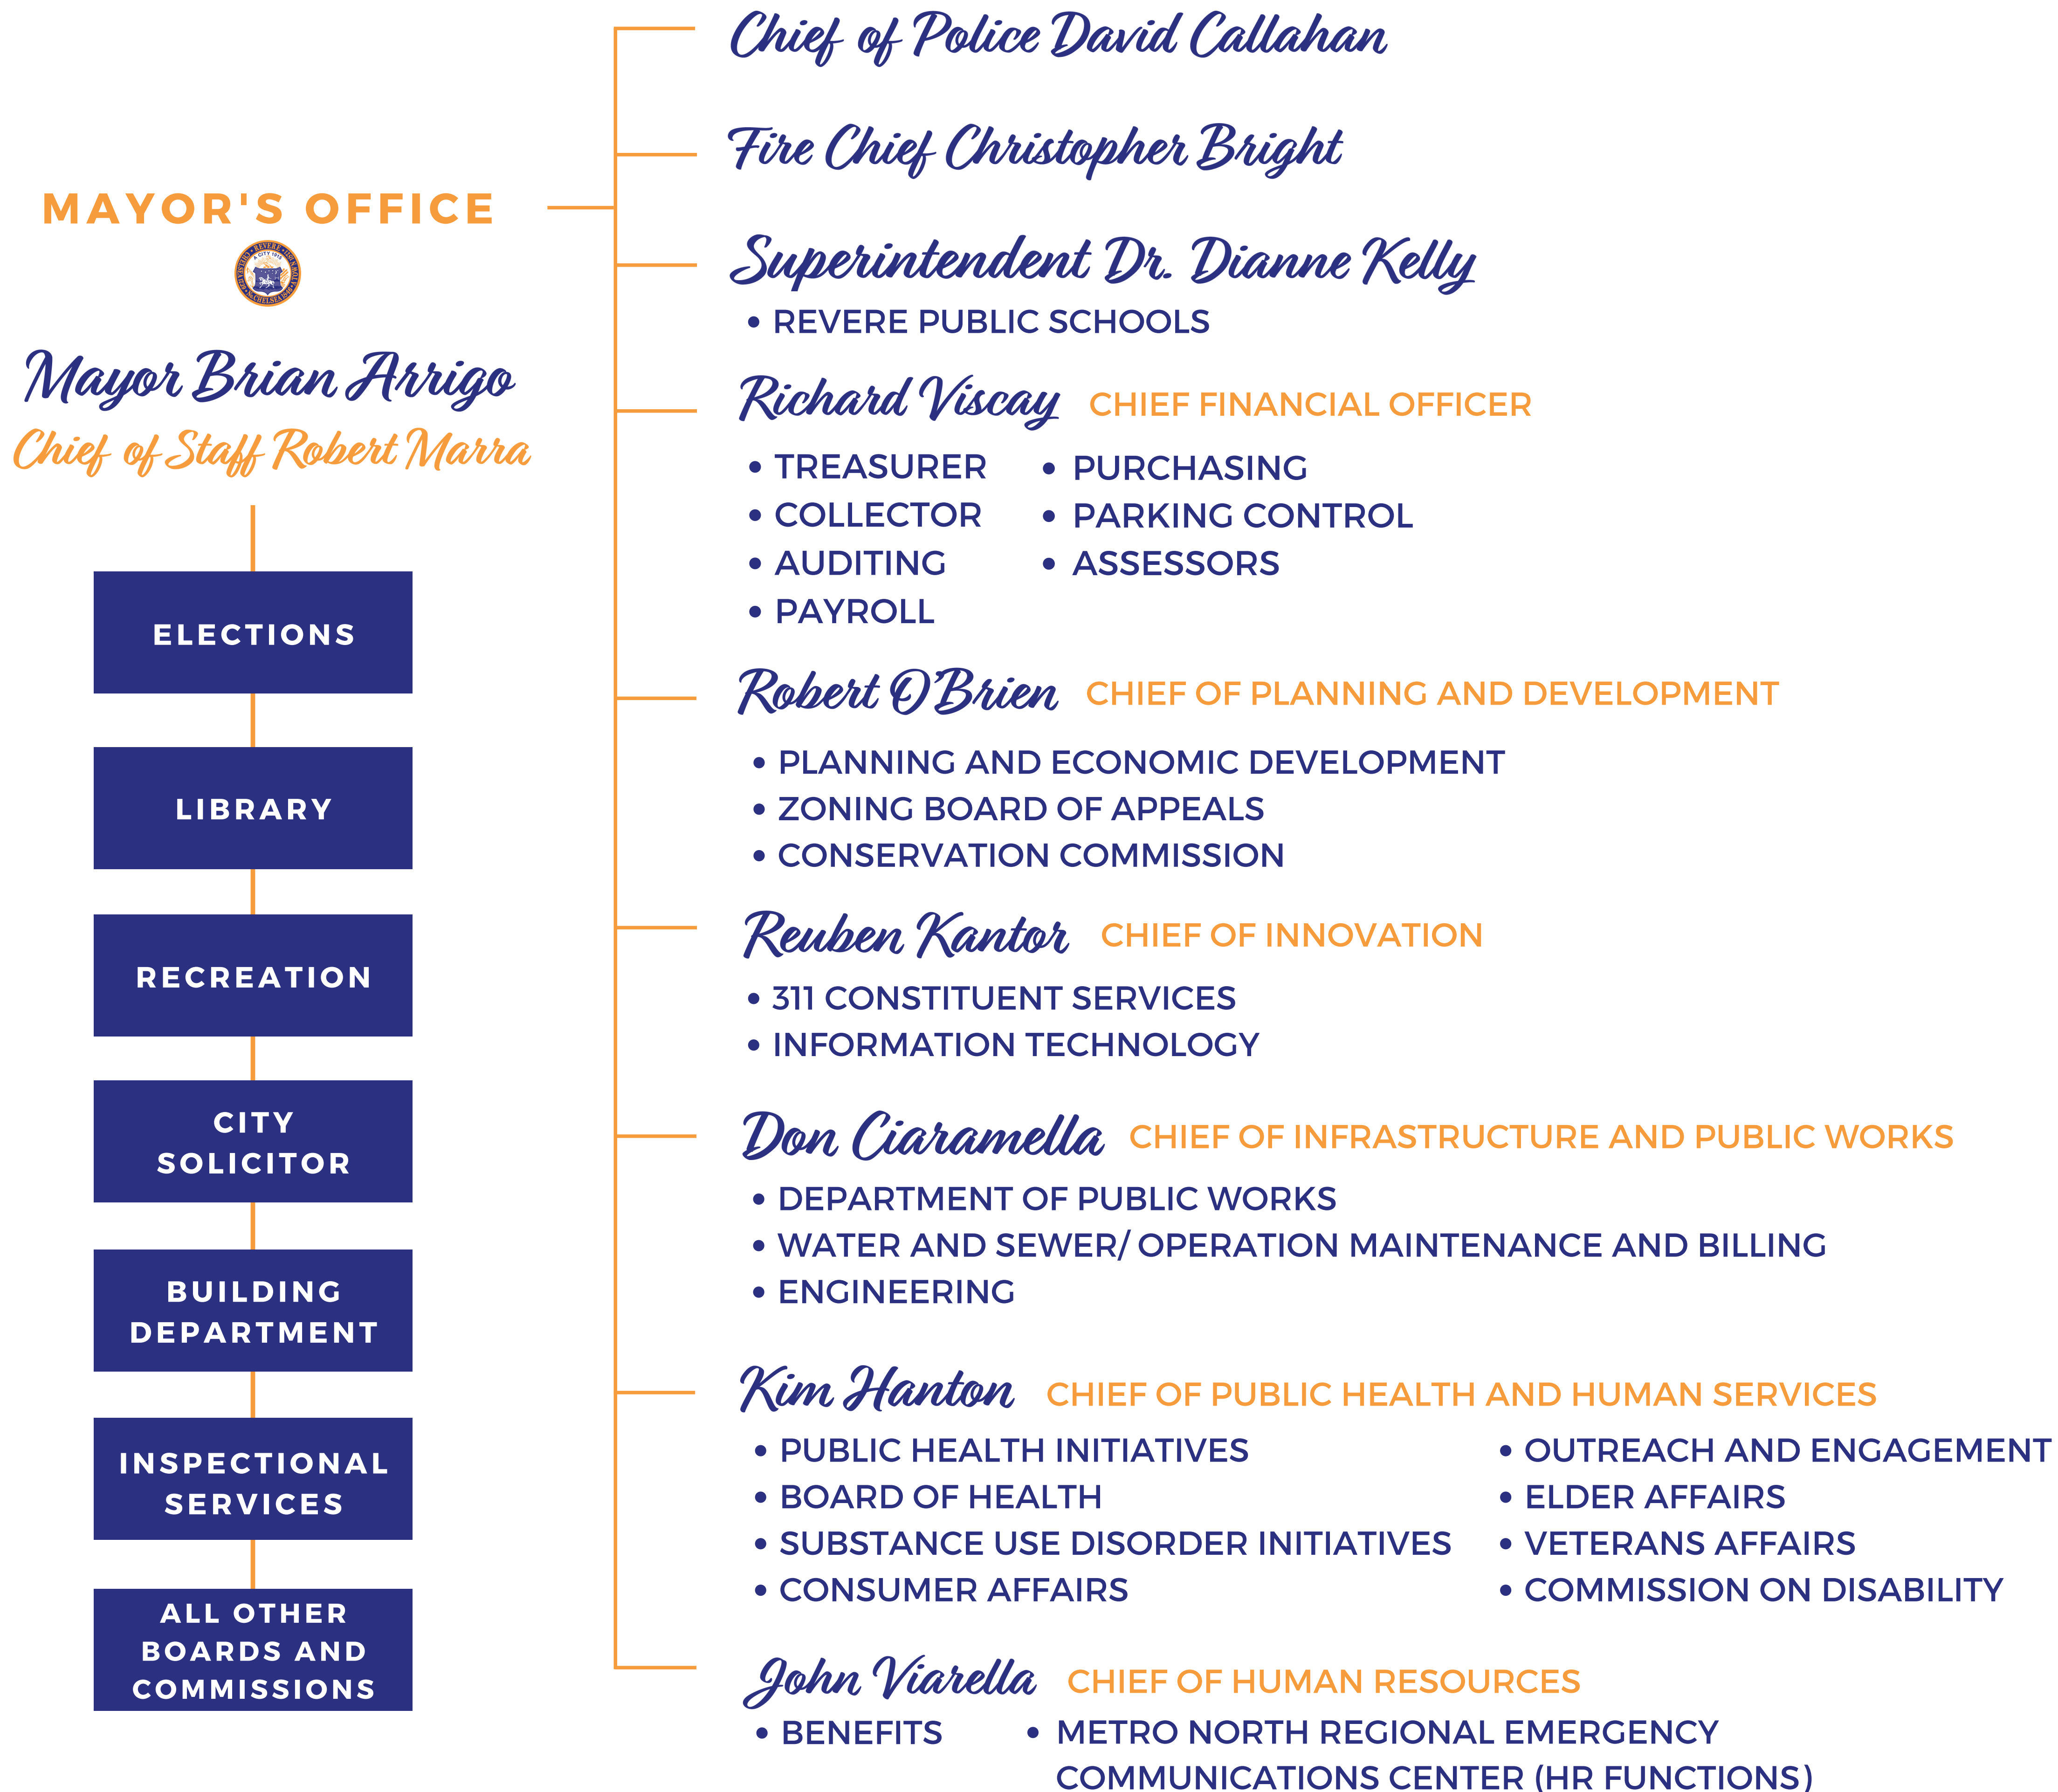 MAYOR'S OFFICE
Mayor Brian Arrigo
Chief of Staff Robert Marra
ELECTIONS
LIBRARY
RECREATION
CITY
SOLICITOR
BUILDING
DEPARTMENT
INSPECTIONAL
SERVICES
ALL OTHER
BOARDS AND
COMMISSIONS
Chief of Police David Callahan
Fire Chief Christopher Bright
Superintendent Dr. Dianne Kelly
• REVERE PUBLIC SCHOOLS
Richard Viscay CHIEF FINANCIAL OFFICER
• TREASURER • PURCHASING
• COLLECTOR • PARKING CONTROL
• AUDITING • ASSESSORS
• PAYROLL
Robert O'Brien CHIEF OF PLANNING AND DEVELOPMENT
• PLANNING AND ECONOMIC DEVELOPMENT
• ZONING BOARD OF APPEALS
• CONSERVATION COMMISSION
Reuben Kantor CHIEF OF INNOVATION
• 311 CONSTITUENT SERVICES
• INFORMATION TECHNOLOGY
Don Ciaramella CHIEF OF INFRASTRUCTURE AND PUBLIC WORKS
• DEPARTMENT OF PUBLIC WORKS
• WATER AND SEWER/ OPERATION MAINTENANCE AND BILLING
• ENGINEERING
Kim Hanton CHIEF OF PUBLIC HEALTH AND HUMAN SERVICES
• PUBLIC HEALTH INITIATIVES • OUTREACH AND ENGAGEMENT
• BOARD OF HEALTH • ELDER AFFAIRS
• SUBSTANCE USE DISORDER INITIATIVES • VETERANS AFFAIRS
• CONSUMER AFFAIRS • COMMISSION ON DISABILITY
John Viarella CHIEF OF HUMAN RESOURCES
• BENEFITS • METRO NORTH REGIONAL EMERGENCY
COMMUNICATIONS CENTER (HR FUNCTIONS)